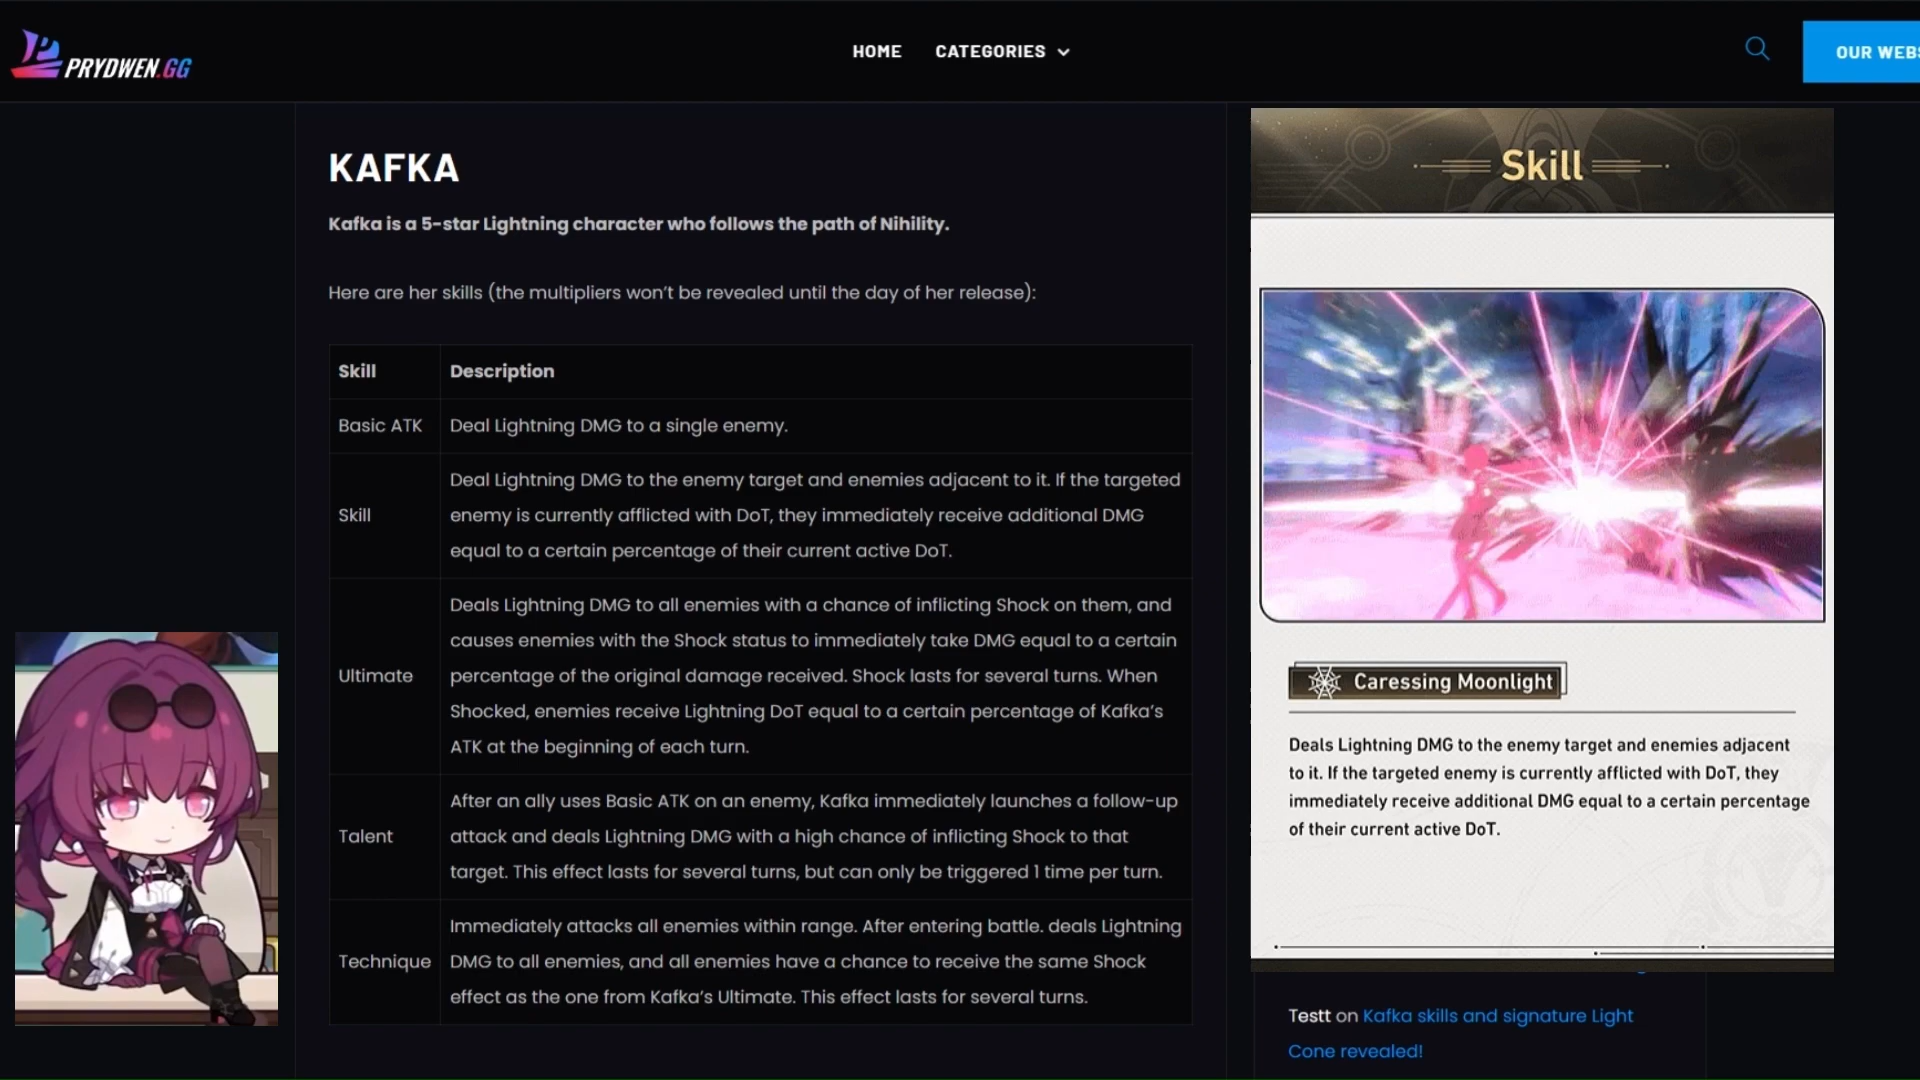 PRYDWEN.GG
HOME
CATEGORIES
OUR WEBS
KAFKA
Kafka is a 5-star Lightning character who follows the path of Nihility.
Here are her skills (the multipliers won't be revealed until the day of her release):
Skill
Description
Basic ATK
Deal Lightning DMG to a single enemy.
Skill
Deal Lightning DMG to the enemy target and enemies adjacent to it. If the targeted
enemy is currently afflicted with DoT, they immediately receive additional DMG
equal to a certain percentage of their current active DoT.
Ultimate
Deals Lightning DMG to all enemies with a chance of inflicting Shock on them, and
causes enemies with the Shock status to immediately take DMG equal to a certain
percentage of the original damage received. Shock lasts for several turns. When
Shocked, enemies receive Lightning DoT equal to a certain percentage of Kafka's
ATK at the beginning of each turn.
Talent
After an ally uses Basic ATK on an enemy, Kafka immediately launches a follow-up
attack and deals Lightning DMG with a high chance of inflicting Shock to that
target. This effect lasts for several turns, but can only be triggered 1 time per turn.
Technique
Immediately attacks all enemies within range. After entering battle. deals Lightning
DMG to all enemies, and all enemies have a chance to receive the same Shock
effect as the one from Kafka's Ultimate. This effect lasts for several turns.
Skill
Caressing Moonlight
Deals Lightning DMG to the enemy target and enemies adjacent
to it. If the targeted enemy is currently afflicted with DoT, they
immediately receive additional DMG equal to a certain percentage
of their current active DoT.
Testt on Kafka skills and signature Light
Cone revealed!